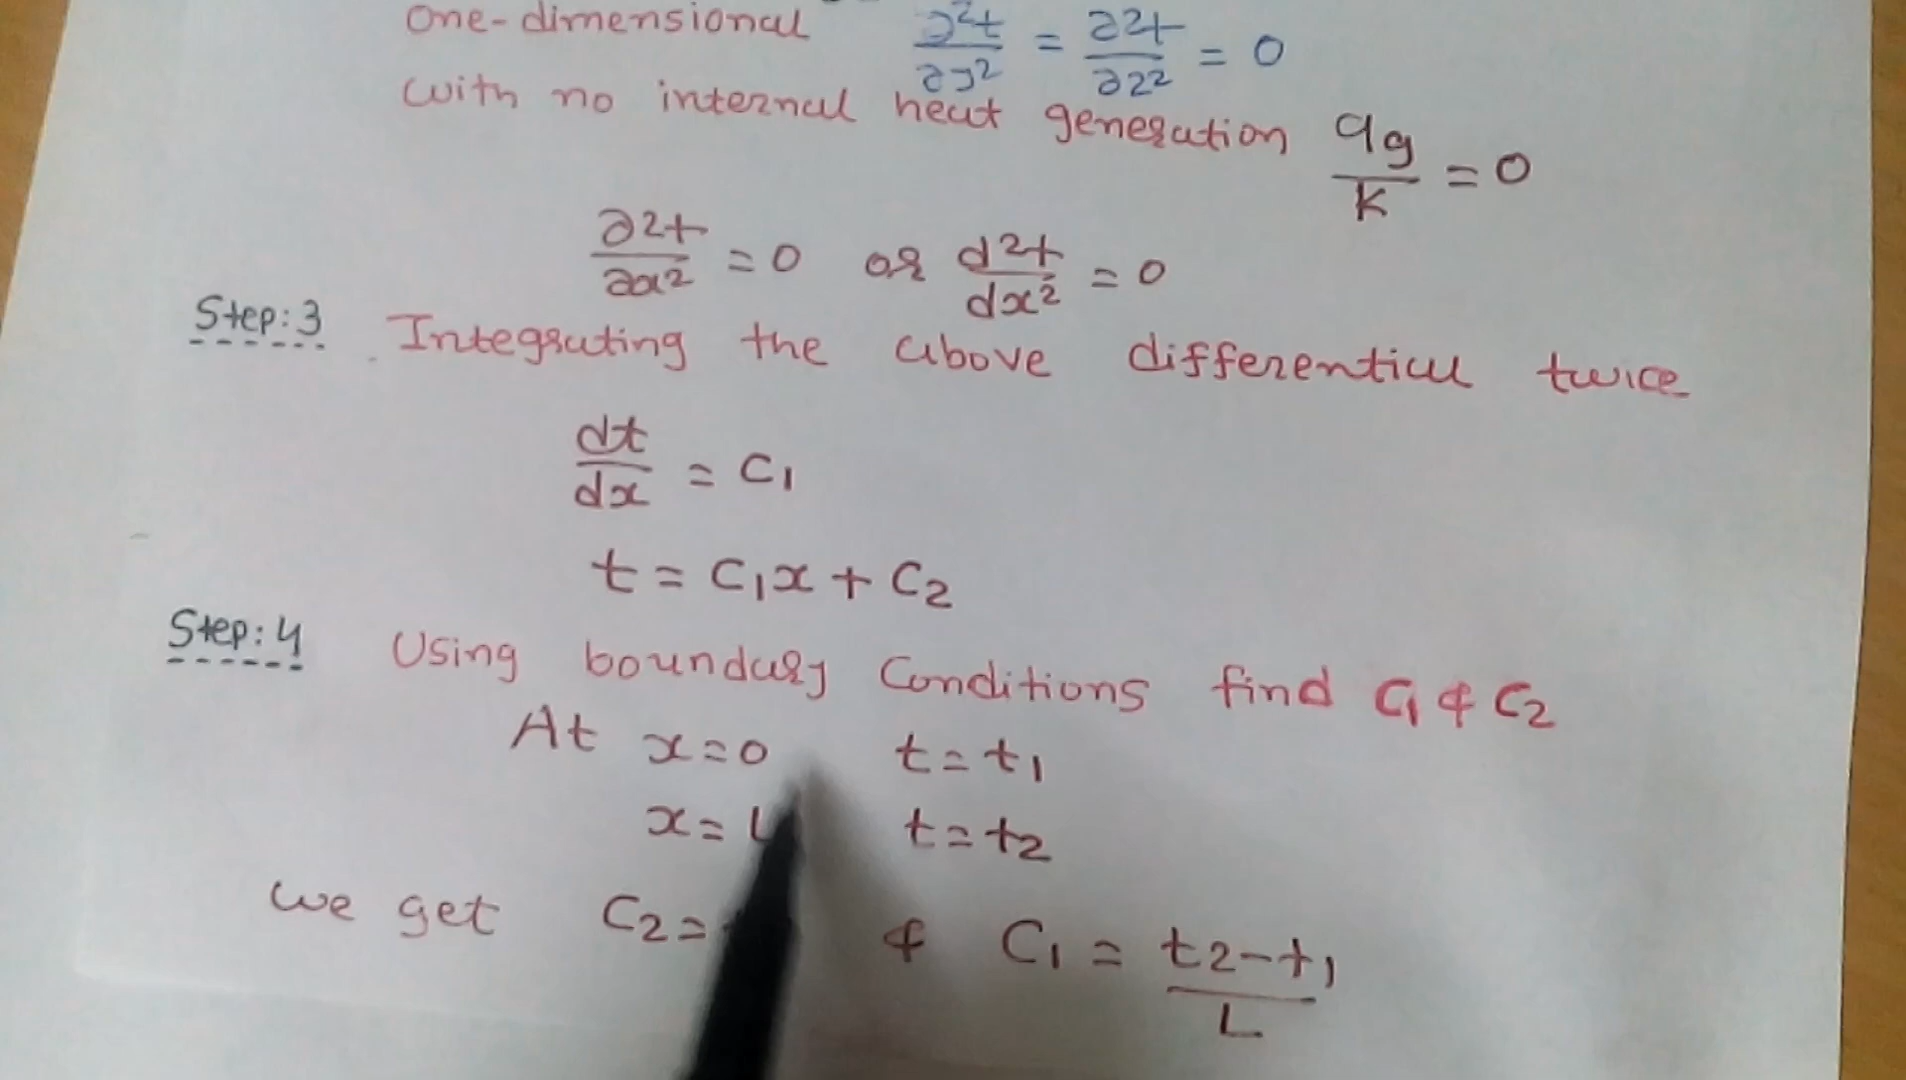 one-dimensional ∂²t/∂y² = ∂2t/∂z² = 0
with no internal heat generation qg/k = 0
∂2t/∂x² = 0 or d2t/dx² = 0
Step:3 Integrating the above differential twice
dt/dx = C1
t = C1x + C2
Step:4 Using boundary Conditions find C1 & C2
At x=0 t=t1
x=L t=t2
we get C2= & C1 = t2-t1/L